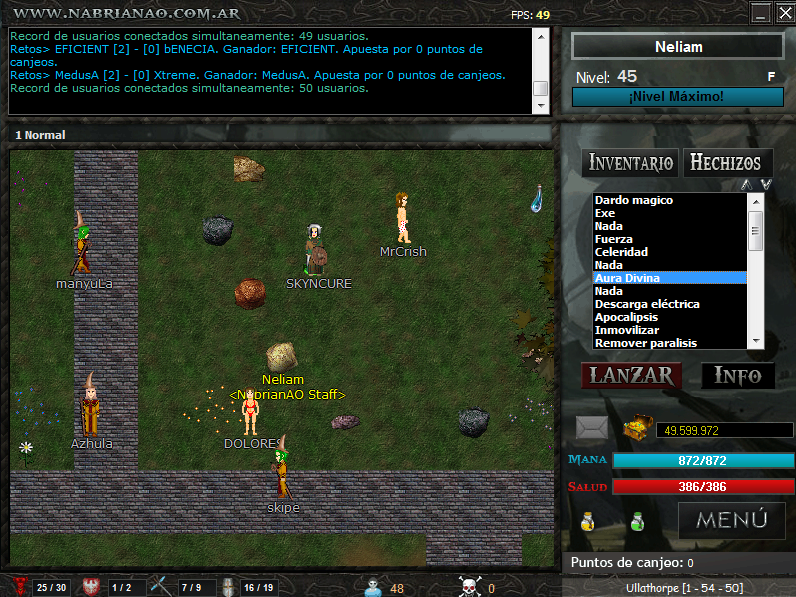 WWW.NABRIANAO.COM.AR
FPS: 49
Record de usuarios conectados simultaneamente: 49 usuarios.
Retos> EFICIENT [2] - [0] bENECIA. Ganador: EFICIENT. Apuesta por 0 puntos de
canjeos.
Retos> MedusA [2] - [0] Xtreme. Ganador: MedusA. Apuesta por 0 puntos de canjeos.
Record de usuarios conectados simultaneamente: 50 usuarios.
Neliam
Nivel: 45 F
¡Nivel Máximo!
1 Normal
INVENTARIO HECHIZOS
Dardo magico
Exe
Nada
Fuerza
Celeridad
Nada
Aura Divina
Nada
Descarga eléctrica
Apocalipsis
Inmovilizar
Remover paralisis
LANZAR INFO
MrCrish
manyuLa
SKYNCURE
Neliam
<NabrianAO Staff>
Azhula
DOLORES
skipe
49.599.972
MANA 872/872
SALUD 386/386
MENÚ
Puntos de canjeo: 0
25 / 30
1 / 2
7 / 9
16 / 19
48
0
Ullathorpe [1 - 54 - 50]